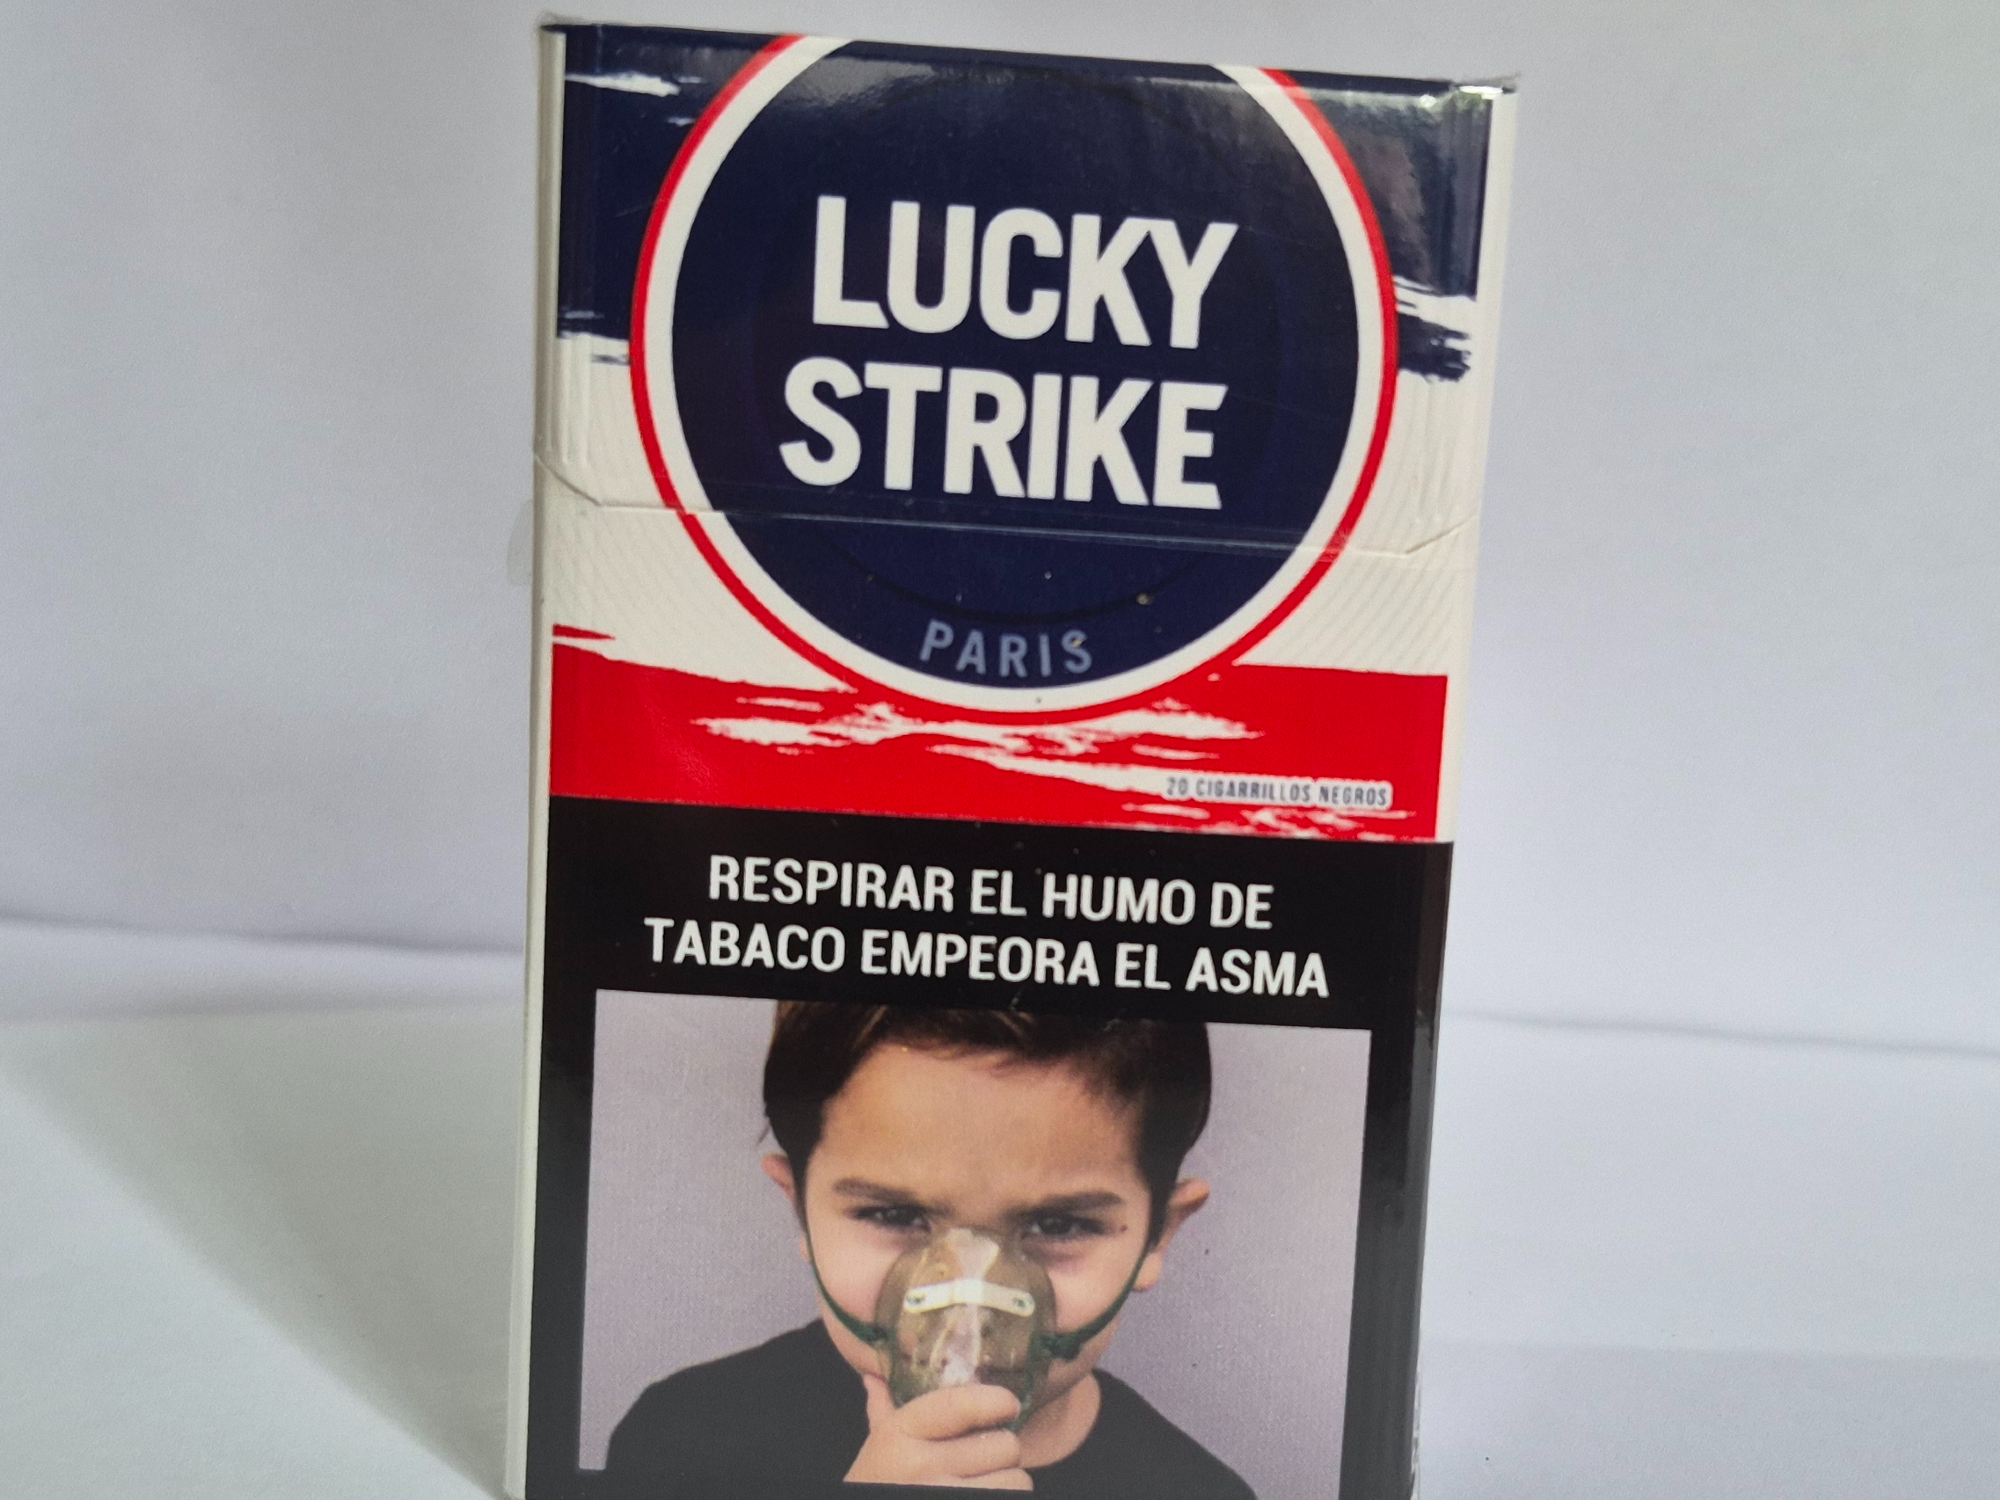 LUCKY
STRIKE
PARIS
20 CIGARRILLOS NEGROS
RESPIRAR EL HUMO DE
TABACO EMPEORA EL ASMA